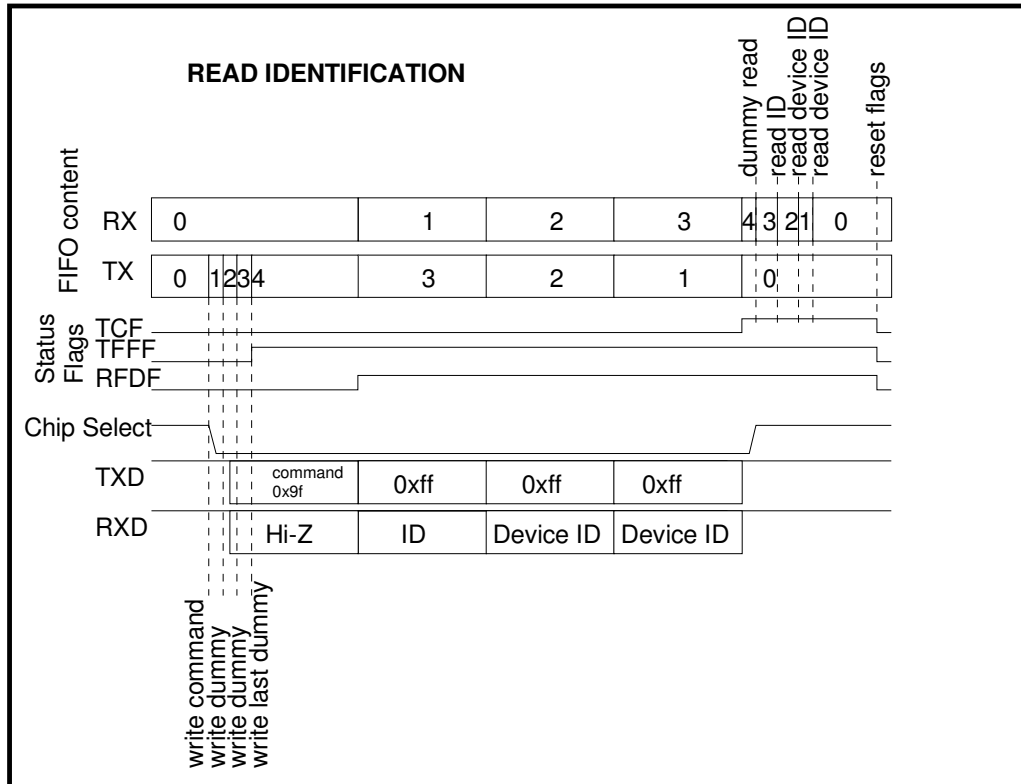 READ IDENTIFICATION
dummy read
read ID
read device ID
read device ID
reset flags
FIFO content
RX 0 1 2 3 4 3 2 1 0
TX 0 1 2 3 4 3 2 1 0
Status
Flags
TCF
TFFF
RFDF
Chip Select
TXD command
0x9f 0xff 0xff 0xff
RXD Hi-Z ID Device ID Device ID
write command
write dummy
write dummy
write last dummy